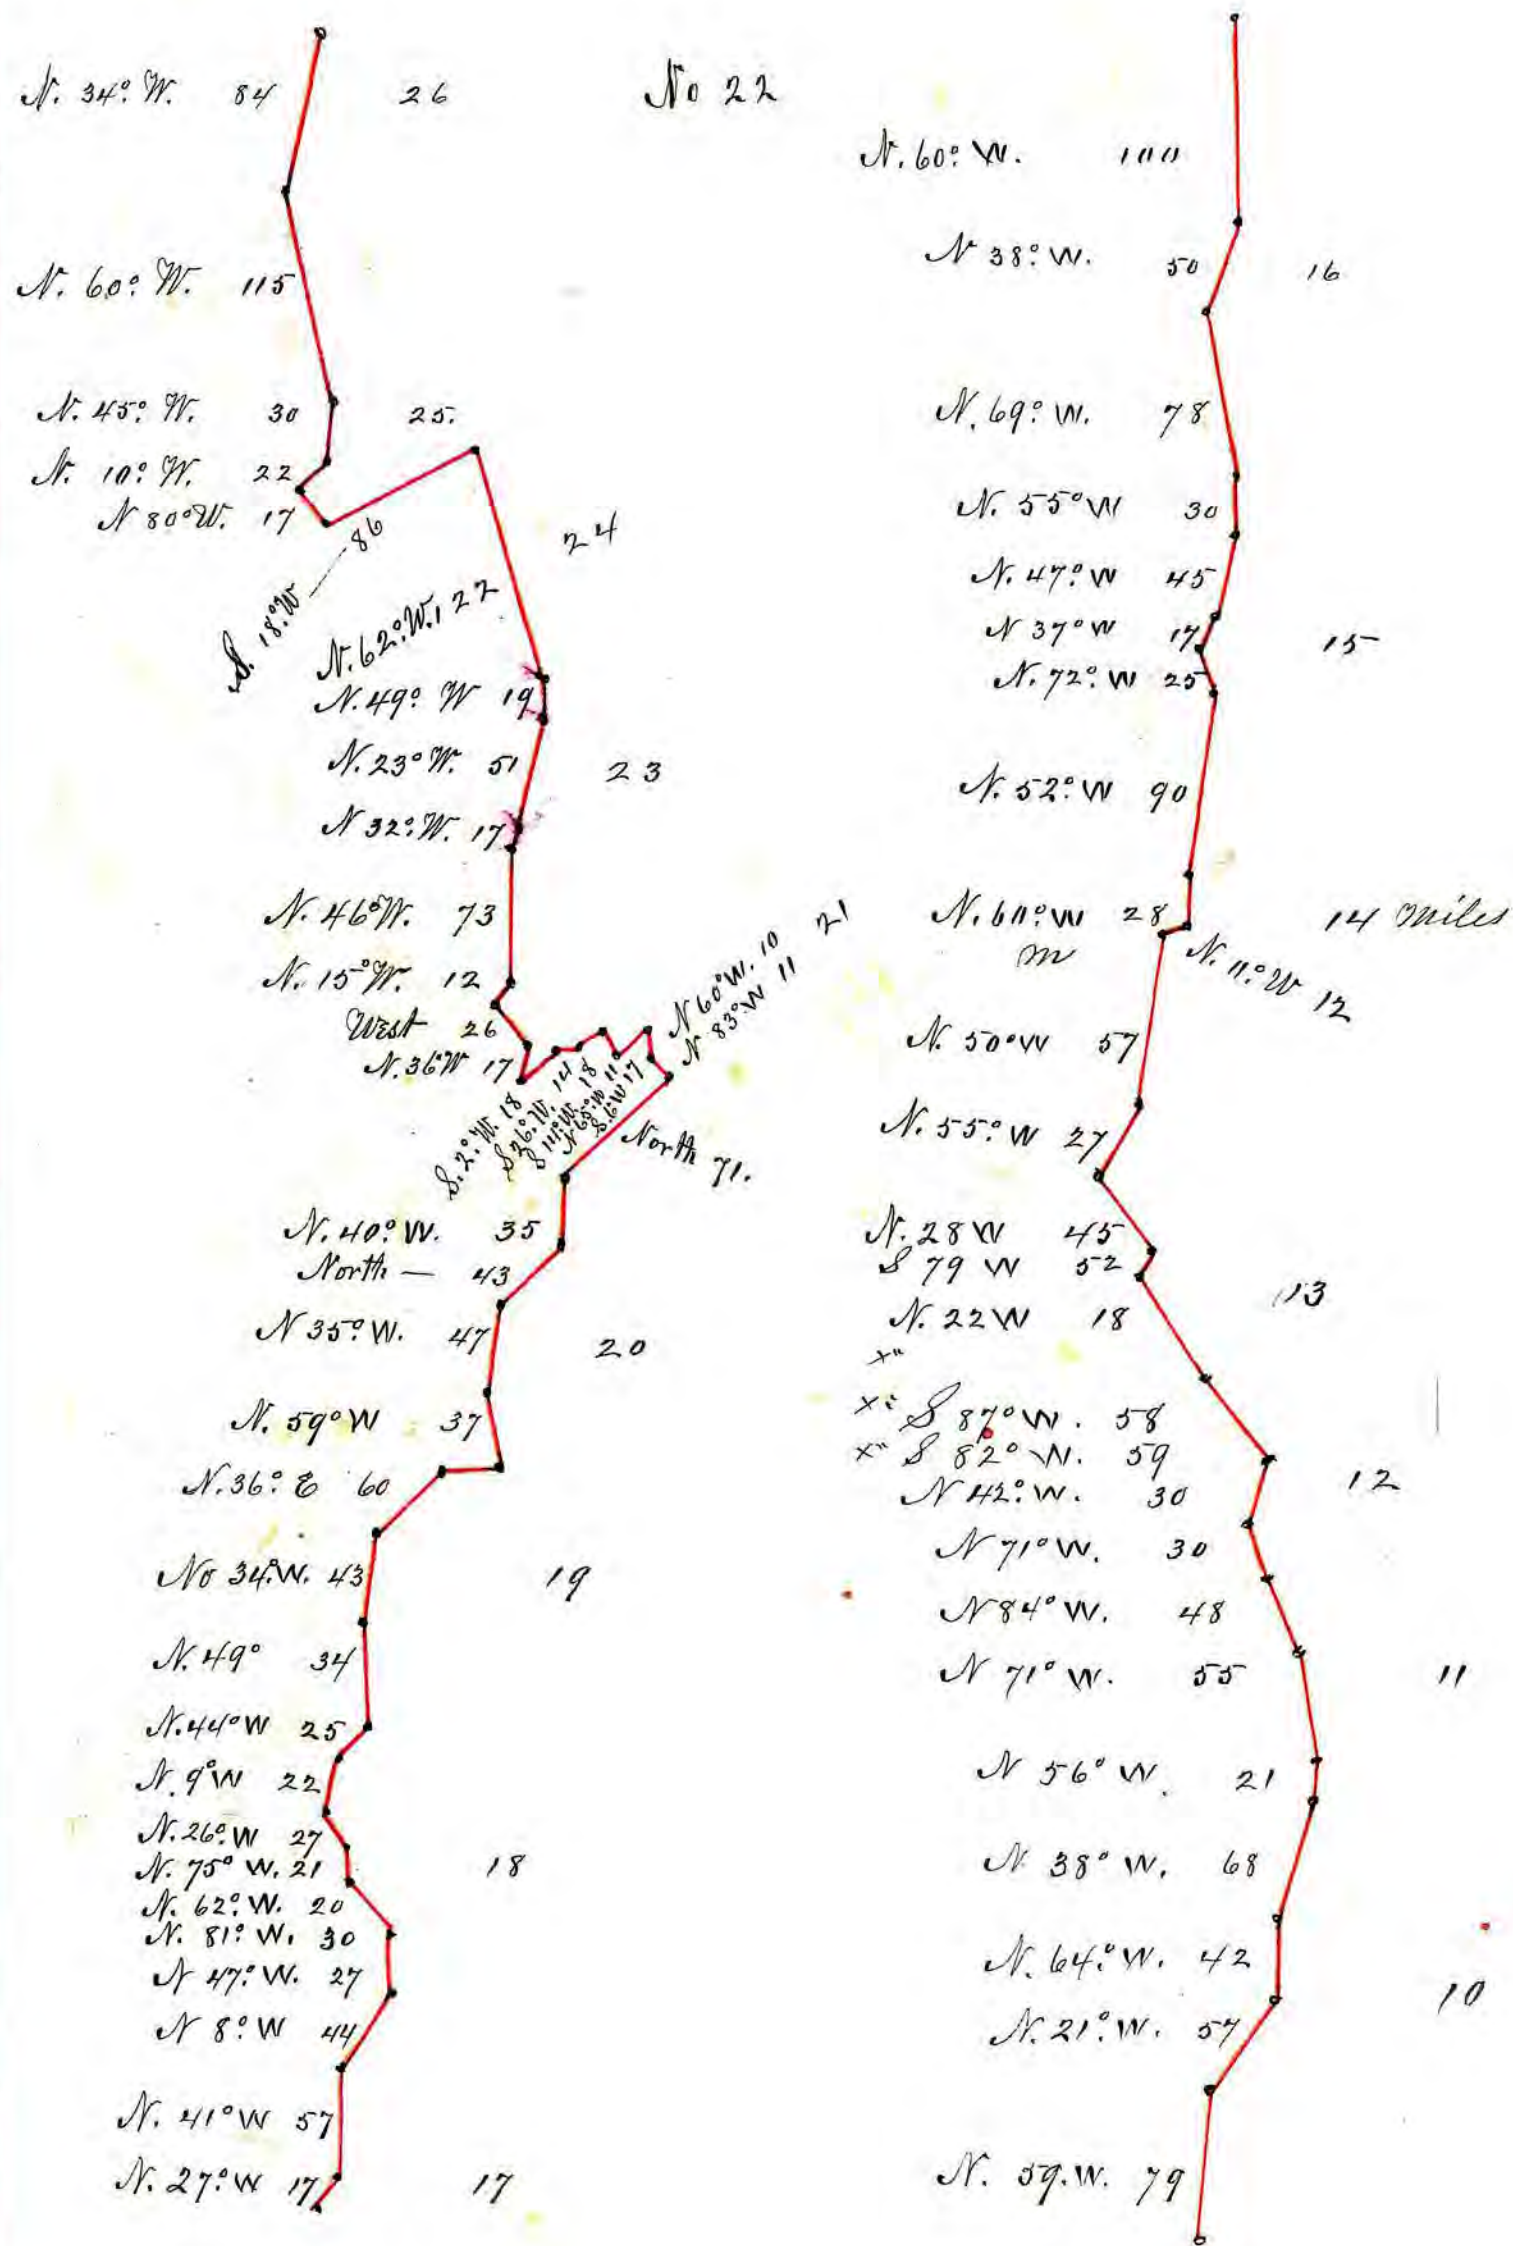 No 22
N. 34° W. 84 26
N. 60° W. 115
N. 45° W. 30 25.
N. 10° W. 22
N 80° W. 17
S. 18° W — 86
24
N. 62° W. 122
N. 49° W 19
N. 23° W. 51 23
N 32° W. 17
N. 46° W. 73
N. 15° W. 12
West 26
N. 36° W 17
S. 2° W. 18
S 26° W. 14
S 14° W. 18
N 65° W 11
S. 6 W 17
N 60° W. 10 21
N 83° W 11
North 71.
N. 40° W. 35
North — 43
N 35° W. 47 20
N. 59° W 37
N. 36° E 60
No 34° W. 43 19
N. 49° 34
N. 44° W 25
N. 9° W 22
N. 26° W 27
N. 75° W. 21 18
N. 62° W. 20
N. 81° W. 30
N 47° W. 27
N 8° W 44
N. 41° W 57
N. 27° W 17 17
N. 60° W. 100
N 38° W. 50 16
N. 69° W. 78
N. 55° W 30
N. 47° W 45
N 37° W 17 15
N. 72° W 25
N. 52° W 90
N. 60° W 28 14 Miles
m
N. 11° W 12
N. 50° W 57
N. 55° W 27
N. 28 W 45
S 79 W 52 13
N. 22 W 18
x"
x" S 87° W. 58
x" S 82° W. 59 12
N 42° W. 30
N 71° W. 30
N 84° W. 48
N 71° W. 55 11
N 56° W. 21
N 38° W. 68
N. 64° W. 42 10
N. 21° W. 57
N. 59. W. 79